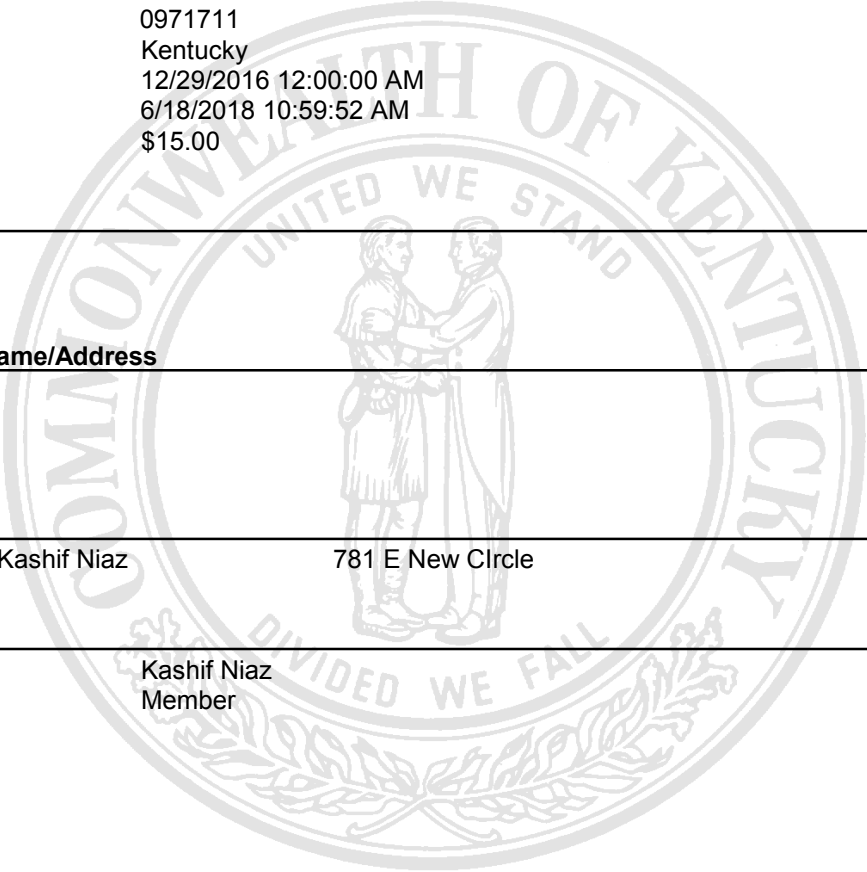 0971711
Kentucky
12/29/2016 12:00:00 AM
6/18/2018 10:59:52 AM
$15.00
COMMONWEALTH OF KENTUCKY
UNITED WE STAND
ame/Address
Kashif Niaz 781 E New CIrcle
DIVIDED WE FALL
Kashif Niaz
Member